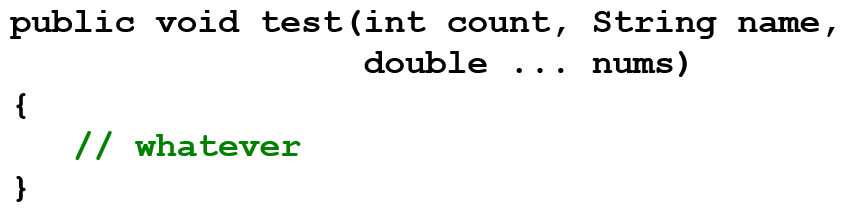 public void test(int count, String name,
double ... nums)
{
// whatever
}